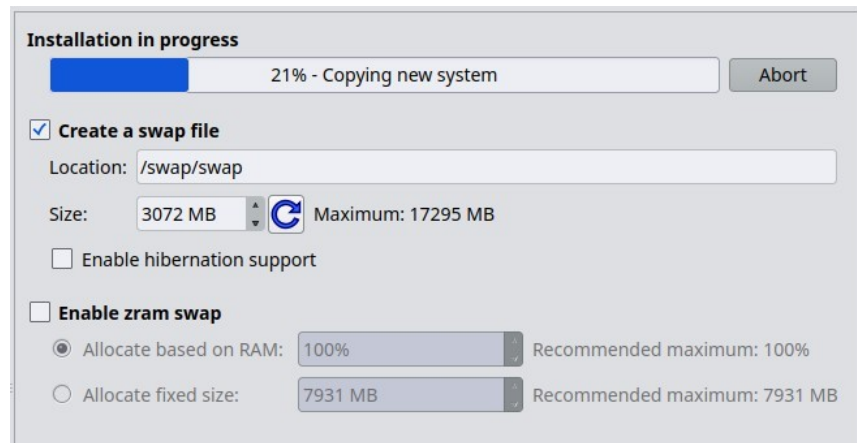 Installation in progress
21% - Copying new system Abort
Create a swap file
Location: /swap/swap
Size: 3072 MB Maximum: 17295 MB
Enable hibernation support
Enable zram swap
Allocate based on RAM: 100% Recommended maximum: 100%
Allocate fixed size: 7931 MB Recommended maximum: 7931 MB